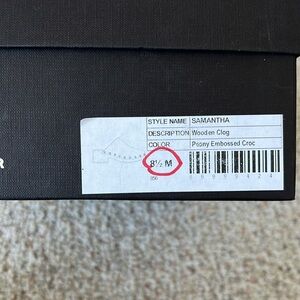 STYLE NAME SAMANTHA
DESCRIPTION Wooden Clog
COLOR Peony Embossed Croc
8½ M
R